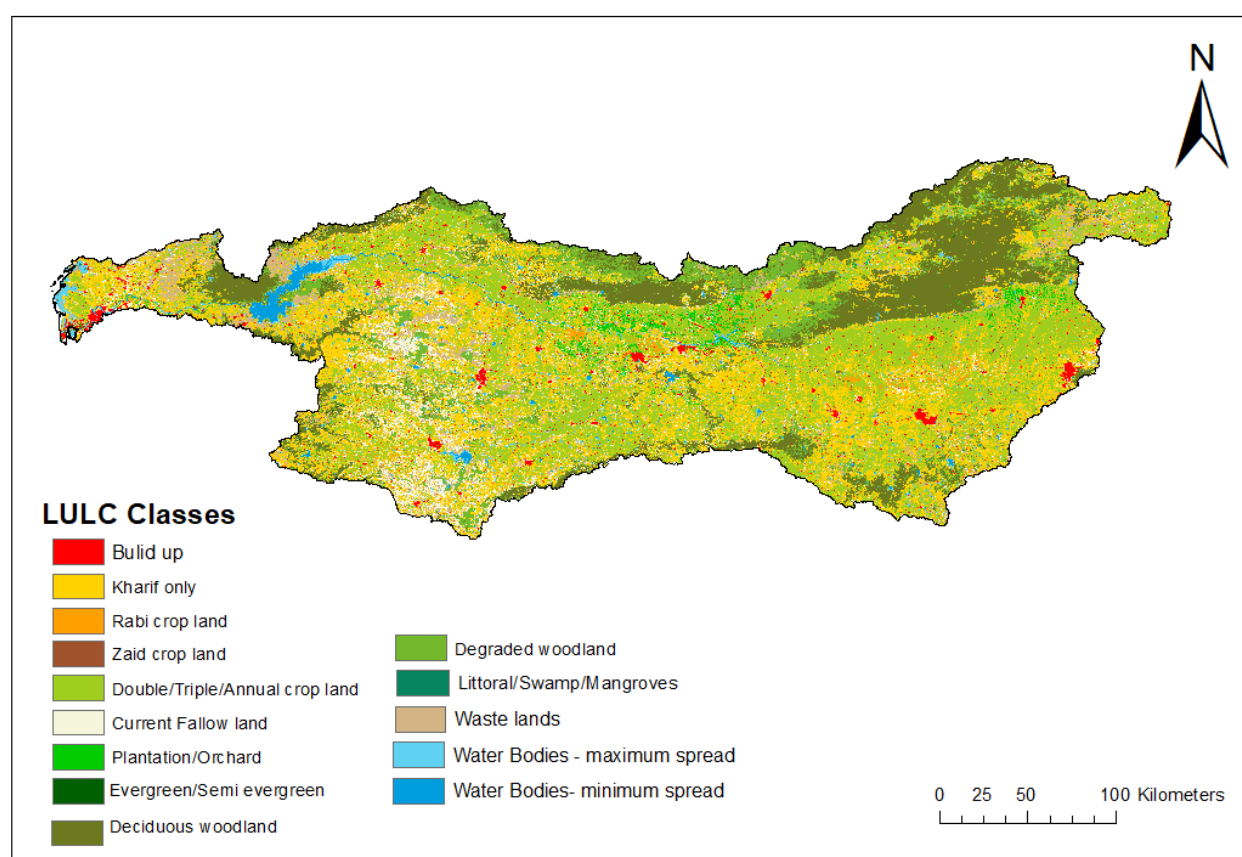 N
LULC Classes
Bulid up
Kharif only
Rabi crop land
Zaid crop land
Double/Triple/Annual crop land
Current Fallow land
Plantation/Orchard
Evergreen/Semi evergreen
Deciduous woodland
Degraded woodland
Littoral/Swamp/Mangroves
Waste lands
Water Bodies - maximum spread
Water Bodies- minimum spread
0 25 50 100 Kilometers